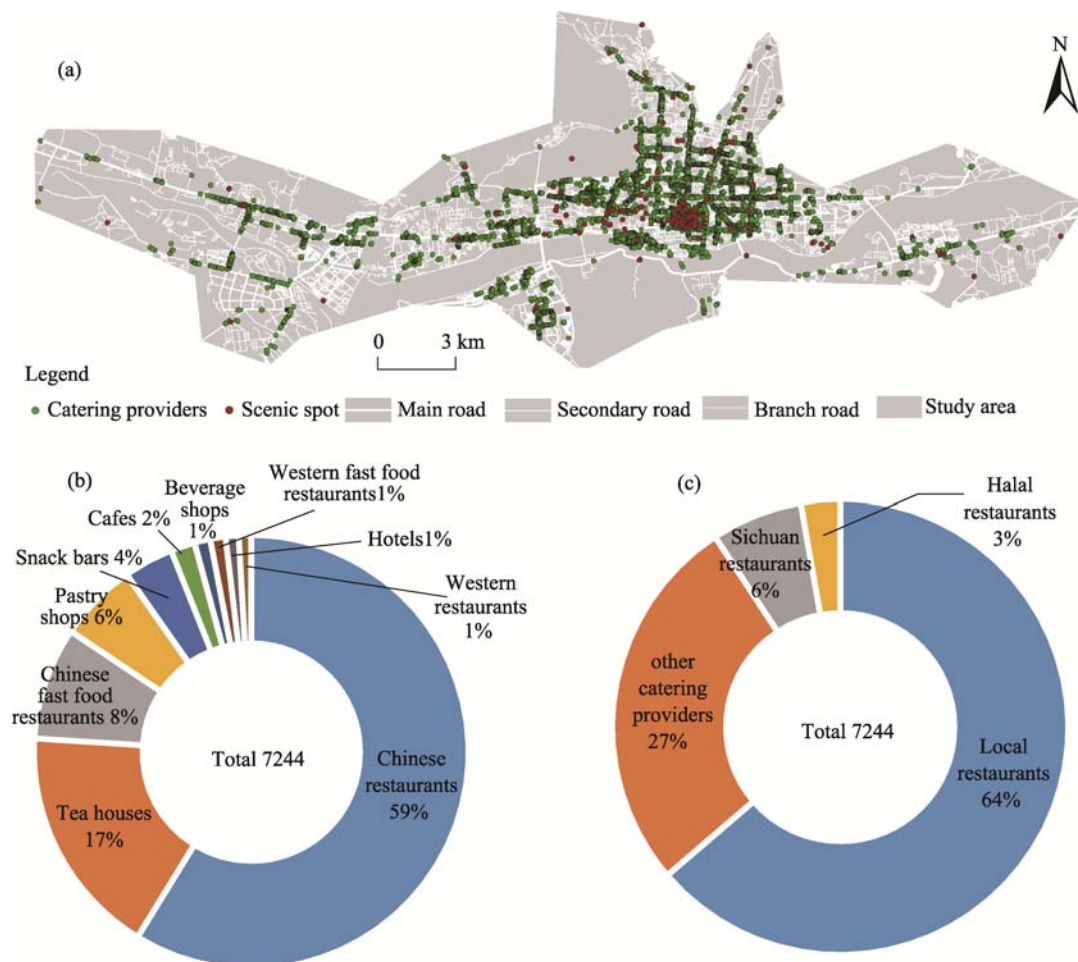 (a)
N
0 3 km
Legend
Catering providers Scenic spot Main road Secondary road Branch road Study area
(b)
Beverage
shops
1%
Western fast food
restaurants1%
Cafes 2%
Hotels1%
Snack bars 4%
Western
restaurants
1%
Pastry
shops 6%
Chinese
fast food
restaurants 8%
Total 7244
Chinese
restaurants
59%
Tea houses
17%
(c)
Halal
restaurants
3%
Sichuan
restaurants
6%
other
catering
providers
27%
Total 7244
Local
restaurants
64%